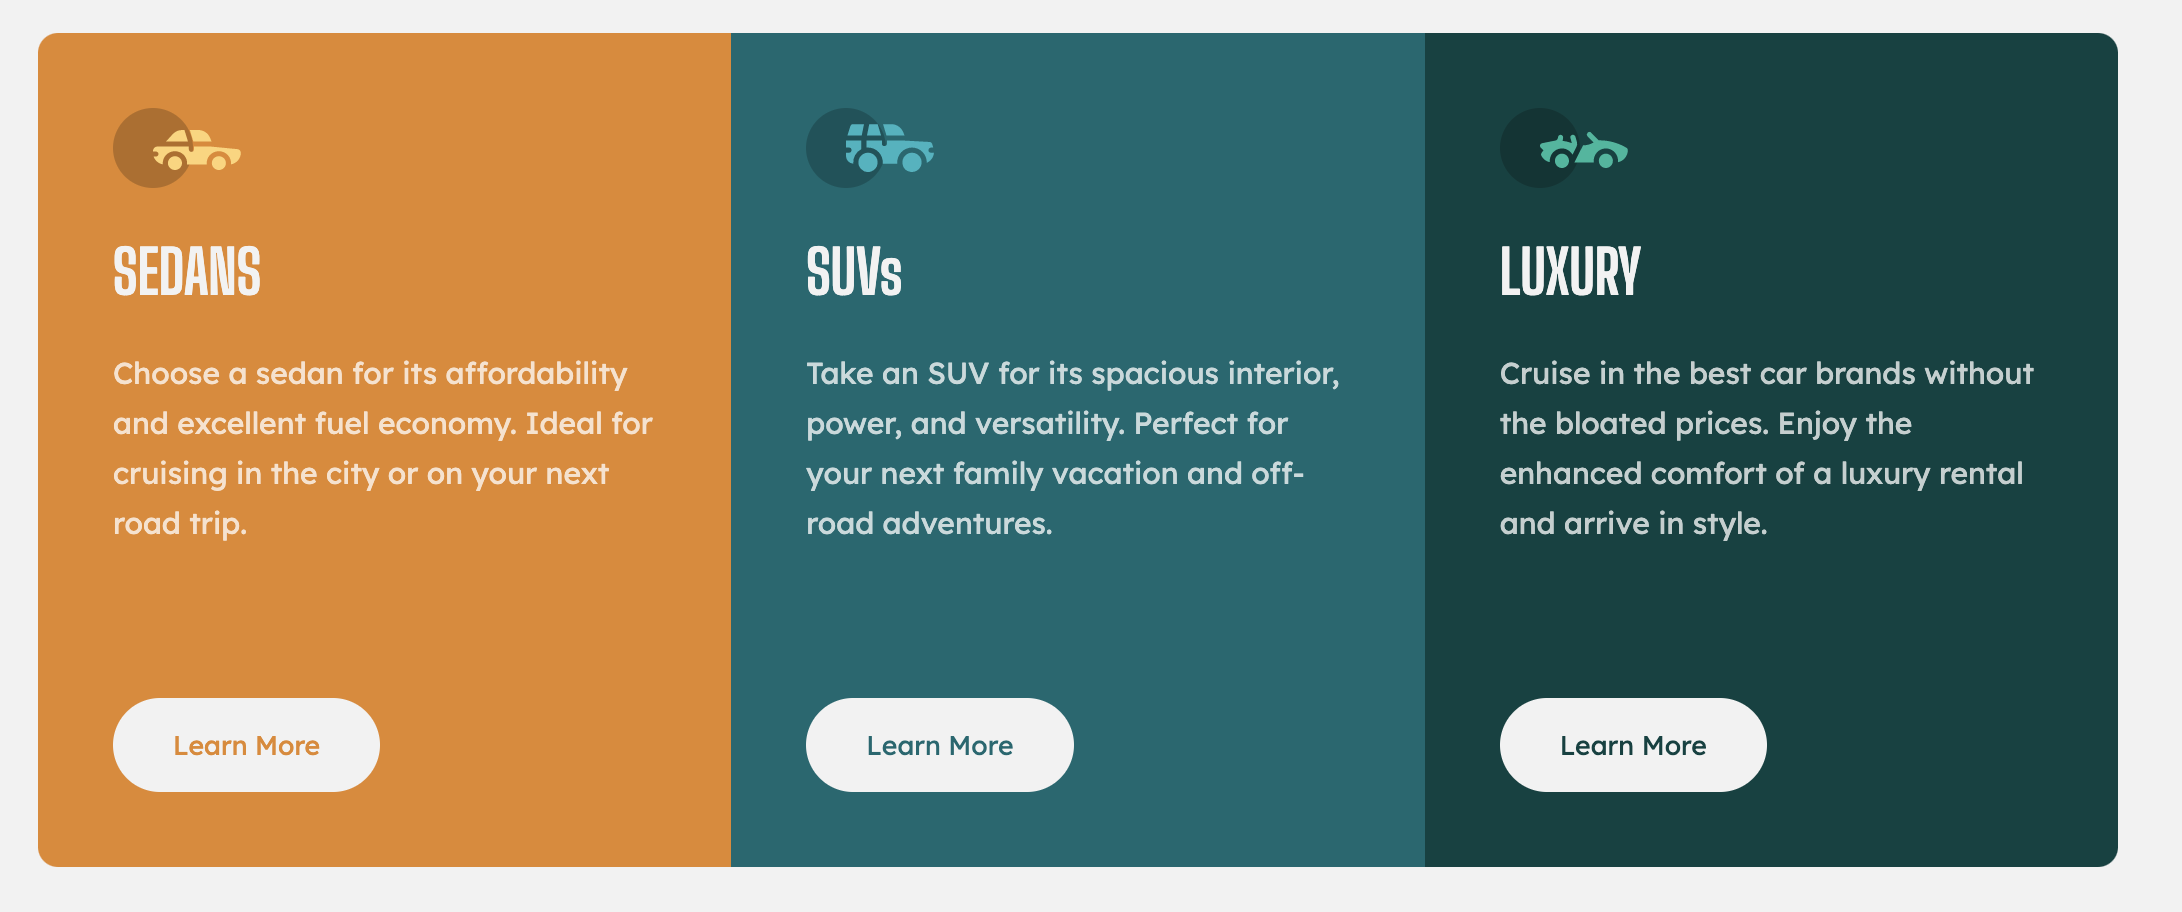 SEDANS
Choose a sedan for its affordability
and excellent fuel economy. Ideal for
cruising in the city or on your next
road trip.
Learn More
SUVs
Take an SUV for its spacious interior,
power, and versatility. Perfect for
your next family vacation and off-
road adventures.
Learn More
LUXURY
Cruise in the best car brands without
the bloated prices. Enjoy the
enhanced comfort of a luxury rental
and arrive in style.
Learn More